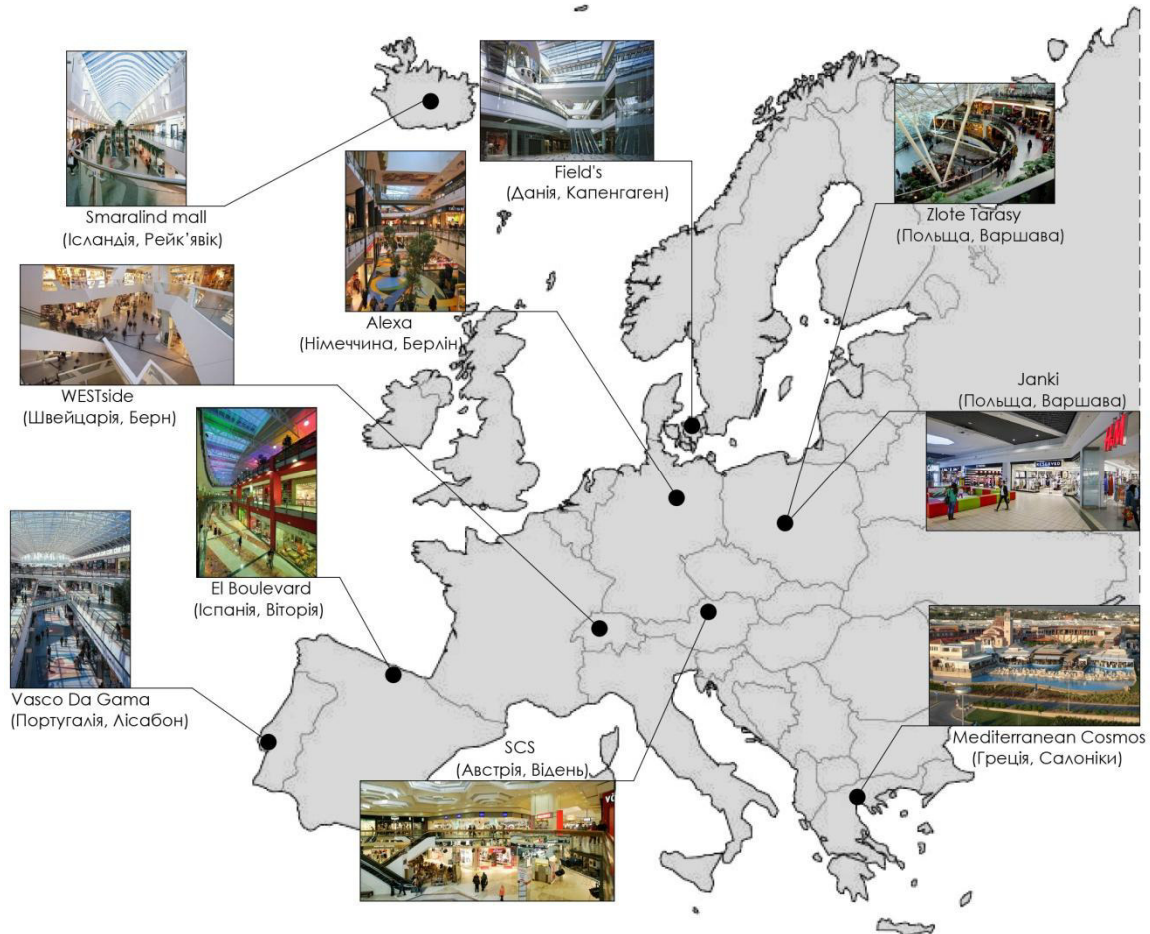 Smaralind mall
(Ісландія, Рейк'явік)
Field's
(Данія, Капенгаген)
Zlote Tarasy
(Польща, Варшава)
Alexa
(Німеччина, Берлін)
WESTside
(Швейцарія, Берн)
Janki
(Польща, Варшава)
RESERVED
El Boulevard
(Іспанія, Віторія)
Vasco Da Gama
(Португалія, Лісабон)
SCS
(Австрія, Відень)
Mediterranean Cosmos
(Греція, Салоніки)